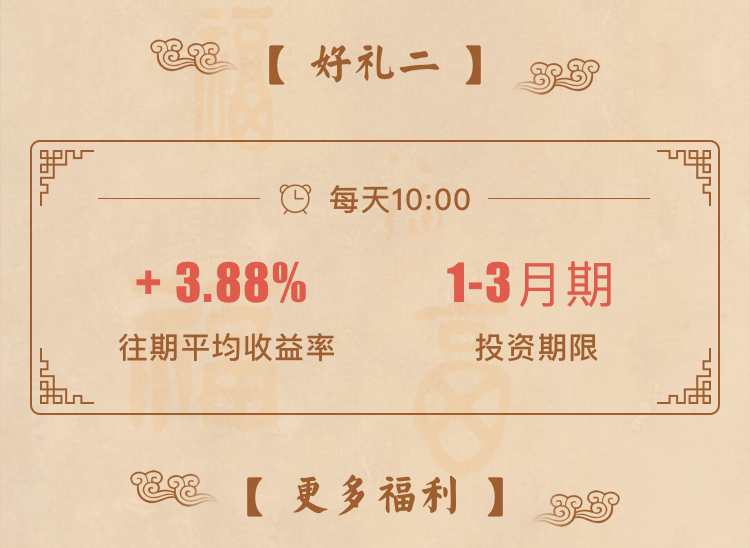 【 好礼二 】
每天10:00
+ 3.88% 1-3月期
往期平均收益率 投资期限
【 更多福利 】